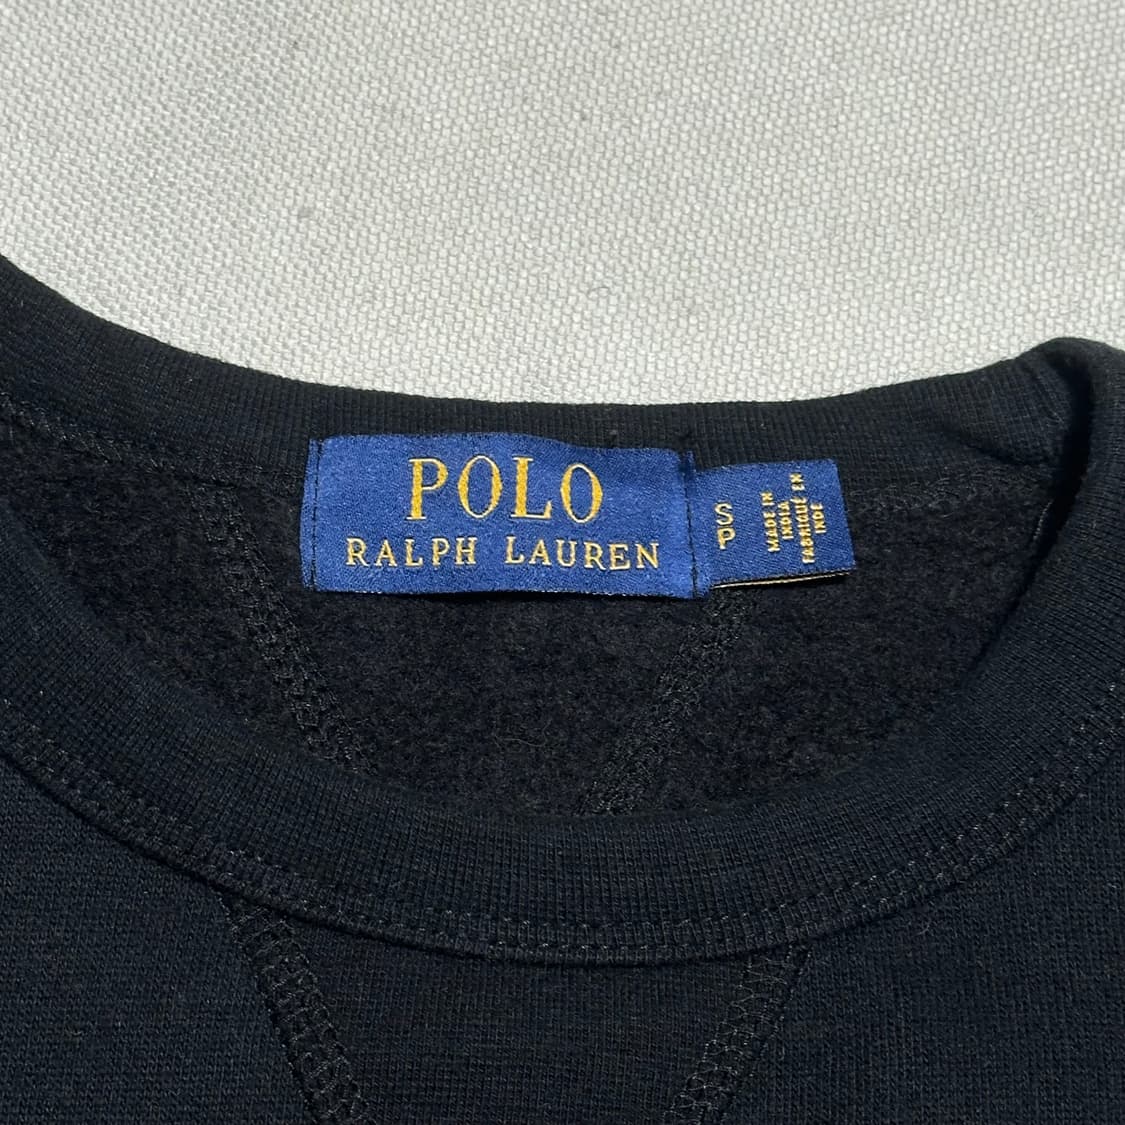 POLO
RALPH LAUREN
S
P
MADE IN
INDIA
FABRIQUÉ EN
INDE